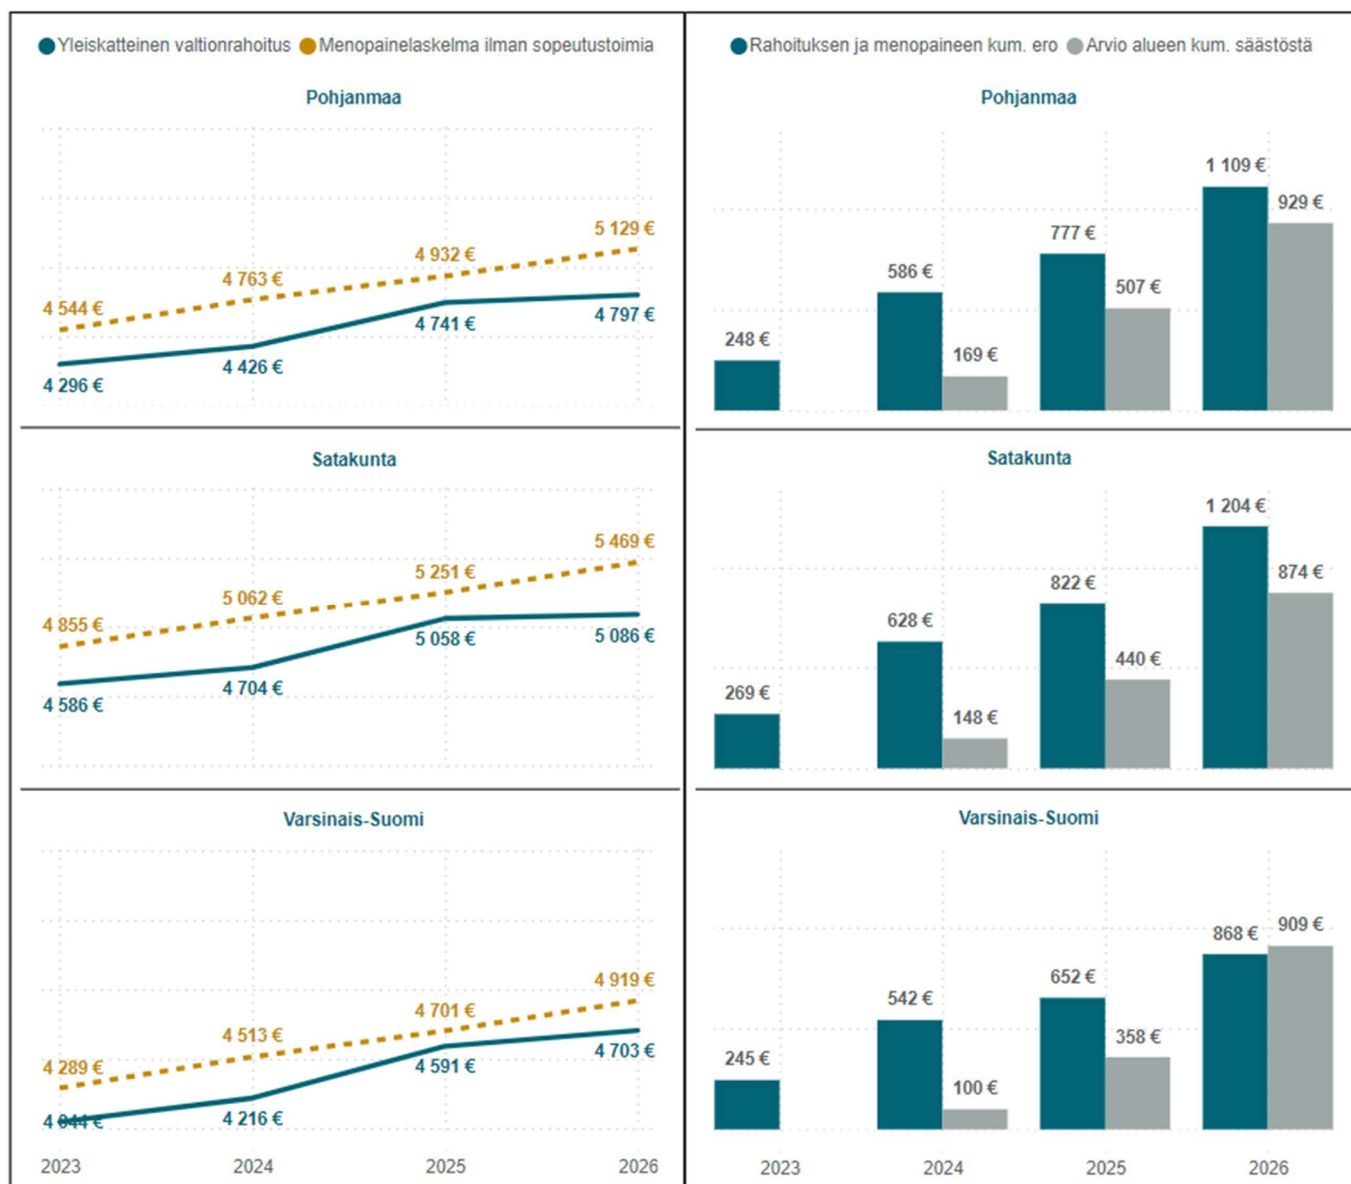 Yleiskatteinen valtionrahoitus Menopainelaskelma ilman sopeutustoimia
Pohjanmaa
5 129 €
4 932 €
4 763 €
4 544 €
4 797 €
4 741 €
4 426 €
4 296 €
Satakunta
5 469 €
5 251 €
5 062 €
4 855 €
5 086 €
5 058 €
4 704 €
4 586 €
Varsinais-Suomi
4 919 €
4 701 €
4 513 €
4 289 €
4 703 €
4 591 €
4 216 €
4 044 €
2023 2024 2025 2026
Rahoituksen ja menopaineen kum. ero Arvio alueen kum. säästöstä
Pohjanmaa
1 109 €
929 €
777 €
586 €
507 €
248 €
169 €
Satakunta
1 204 €
874 €
822 €
628 €
440 €
269 €
148 €
Varsinais-Suomi
868 € 909 €
652 €
542 €
358 €
245 €
100 €
2023 2024 2025 2026